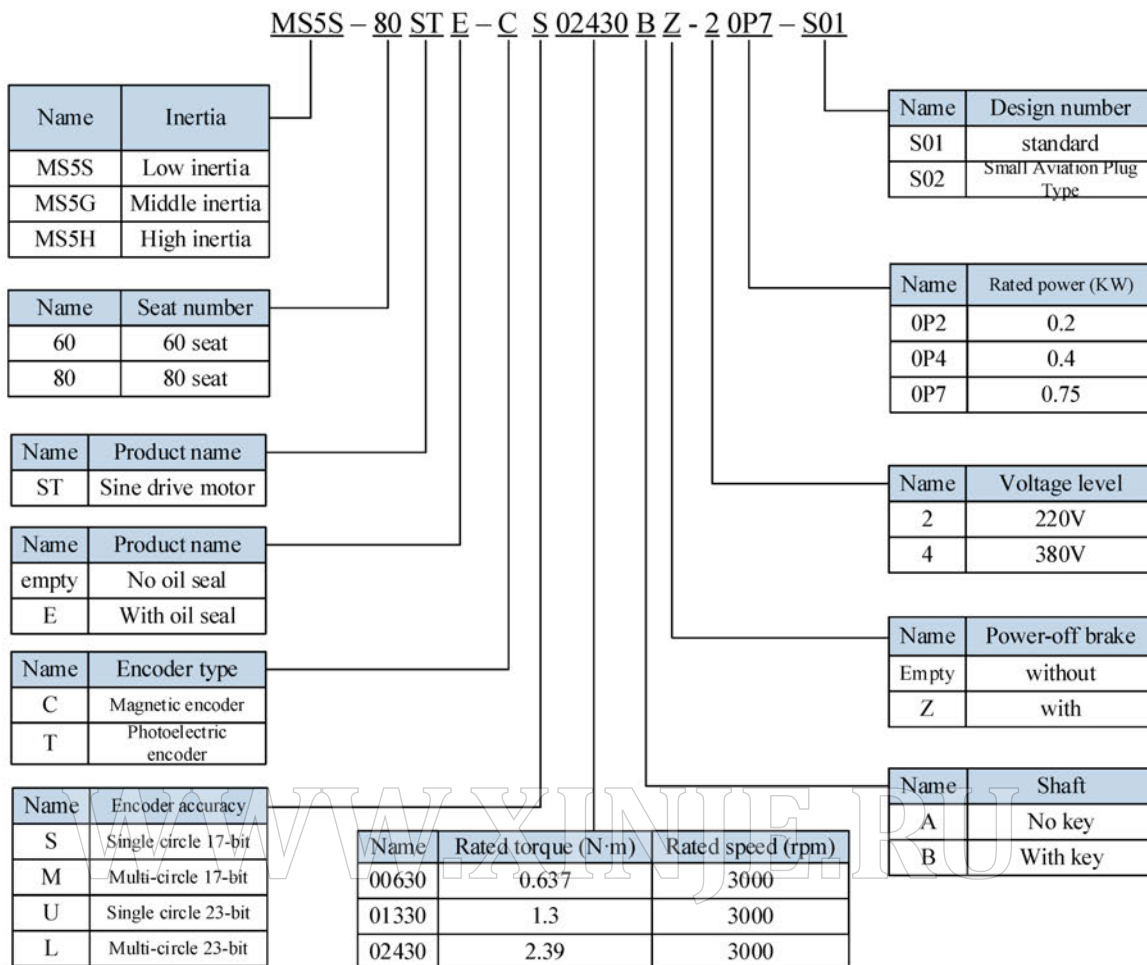 MS5S – 80 ST E – C S 02430 B Z - 2 0P7 – S01
Name Inertia
MS5S Low inertia
MS5G Middle inertia
MS5H High inertia
Name Seat number
60 60 seat
80 80 seat
Name Product name
ST Sine drive motor
Name Product name
empty No oil seal
E With oil seal
Name Encoder type
C Magnetic encoder
T Photoelectric
encoder
Name Encoder accuracy
S Single circle 17-bit
M Multi-circle 17-bit
U Single circle 23-bit
L Multi-circle 23-bit
Name Rated torque (N·m) Rated speed (rpm)
00630 0.637 3000
01330 1.3 3000
02430 2.39 3000
Name Design number
S01 standard
S02 Small Aviation Plug
Type
Name Rated power (KW)
0P2 0.2
0P4 0.4
0P7 0.75
Name Voltage level
2 220V
4 380V
Name Power-off brake
Empty without
Z with
Name Shaft
A No key
B With key
WWW.XINJE.RU